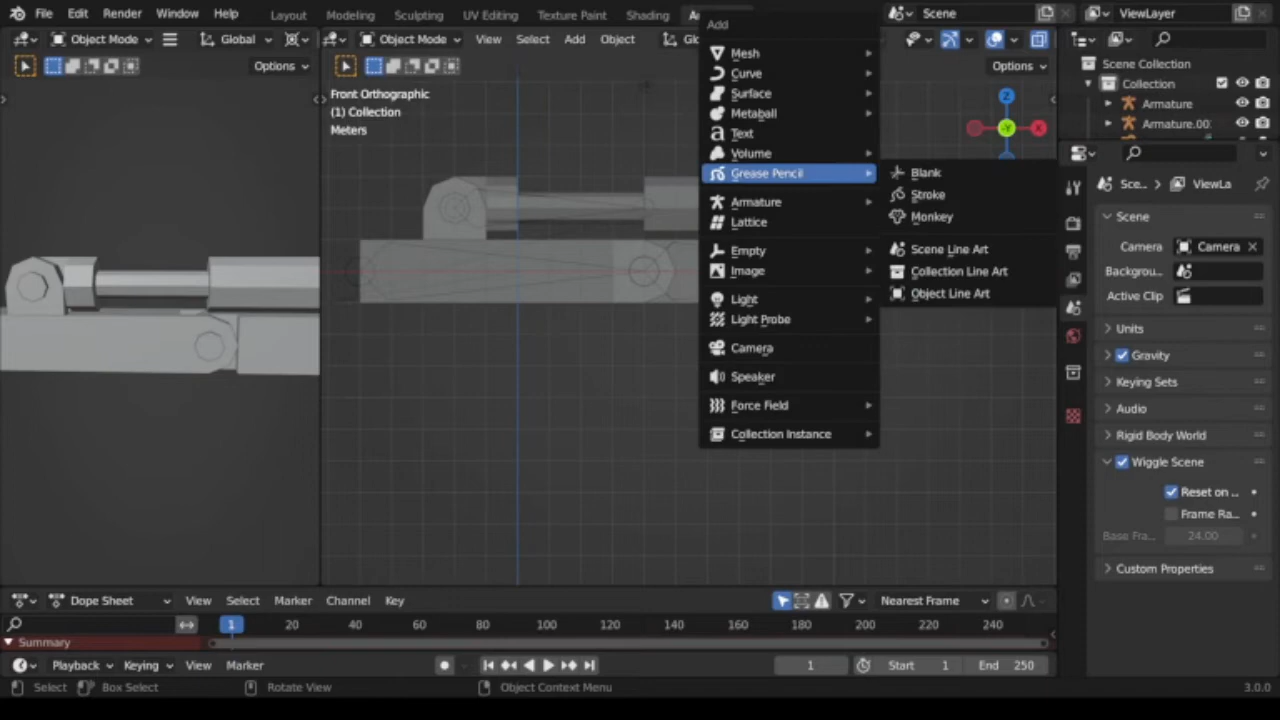 File Edit Render Window Help Layout Modeling Sculpting UV Editing Texture Paint Shading Scene ViewLayer
Object Mode Global Object Mode View Select Add Object
Options Options
Front Orthographic
(1) Collection
Meters
Z
-Y
X
Add
Mesh
Curve
Surface
Metaball
Text
Volume
Grease Pencil
Armature
Lattice
Empty
Image
Light
Light Probe
Camera
Speaker
Force Field
Collection Instance
Blank
Stroke
Monkey
Scene Line Art
Collection Line Art
Object Line Art
Scene Collection
Collection
Armature
Armature.00
Sce... ViewLa
Scene
Camera Camera
Backgrou...
Active Clip
Units
Gravity
Keying Sets
Audio
Rigid Body World
Wiggle Scene
Reset on ..
Frame Ra...
Base Fra... 24.00
Custom Properties
Dope Sheet View Select Marker Channel Key Nearest Frame
1 20 40 60 80 100 120 140 160 180 200 220 240
Summary
Playback Keying View Marker 1 Start 1 End 250
Select Box Select Rotate View Object Context Menu 3.0.0